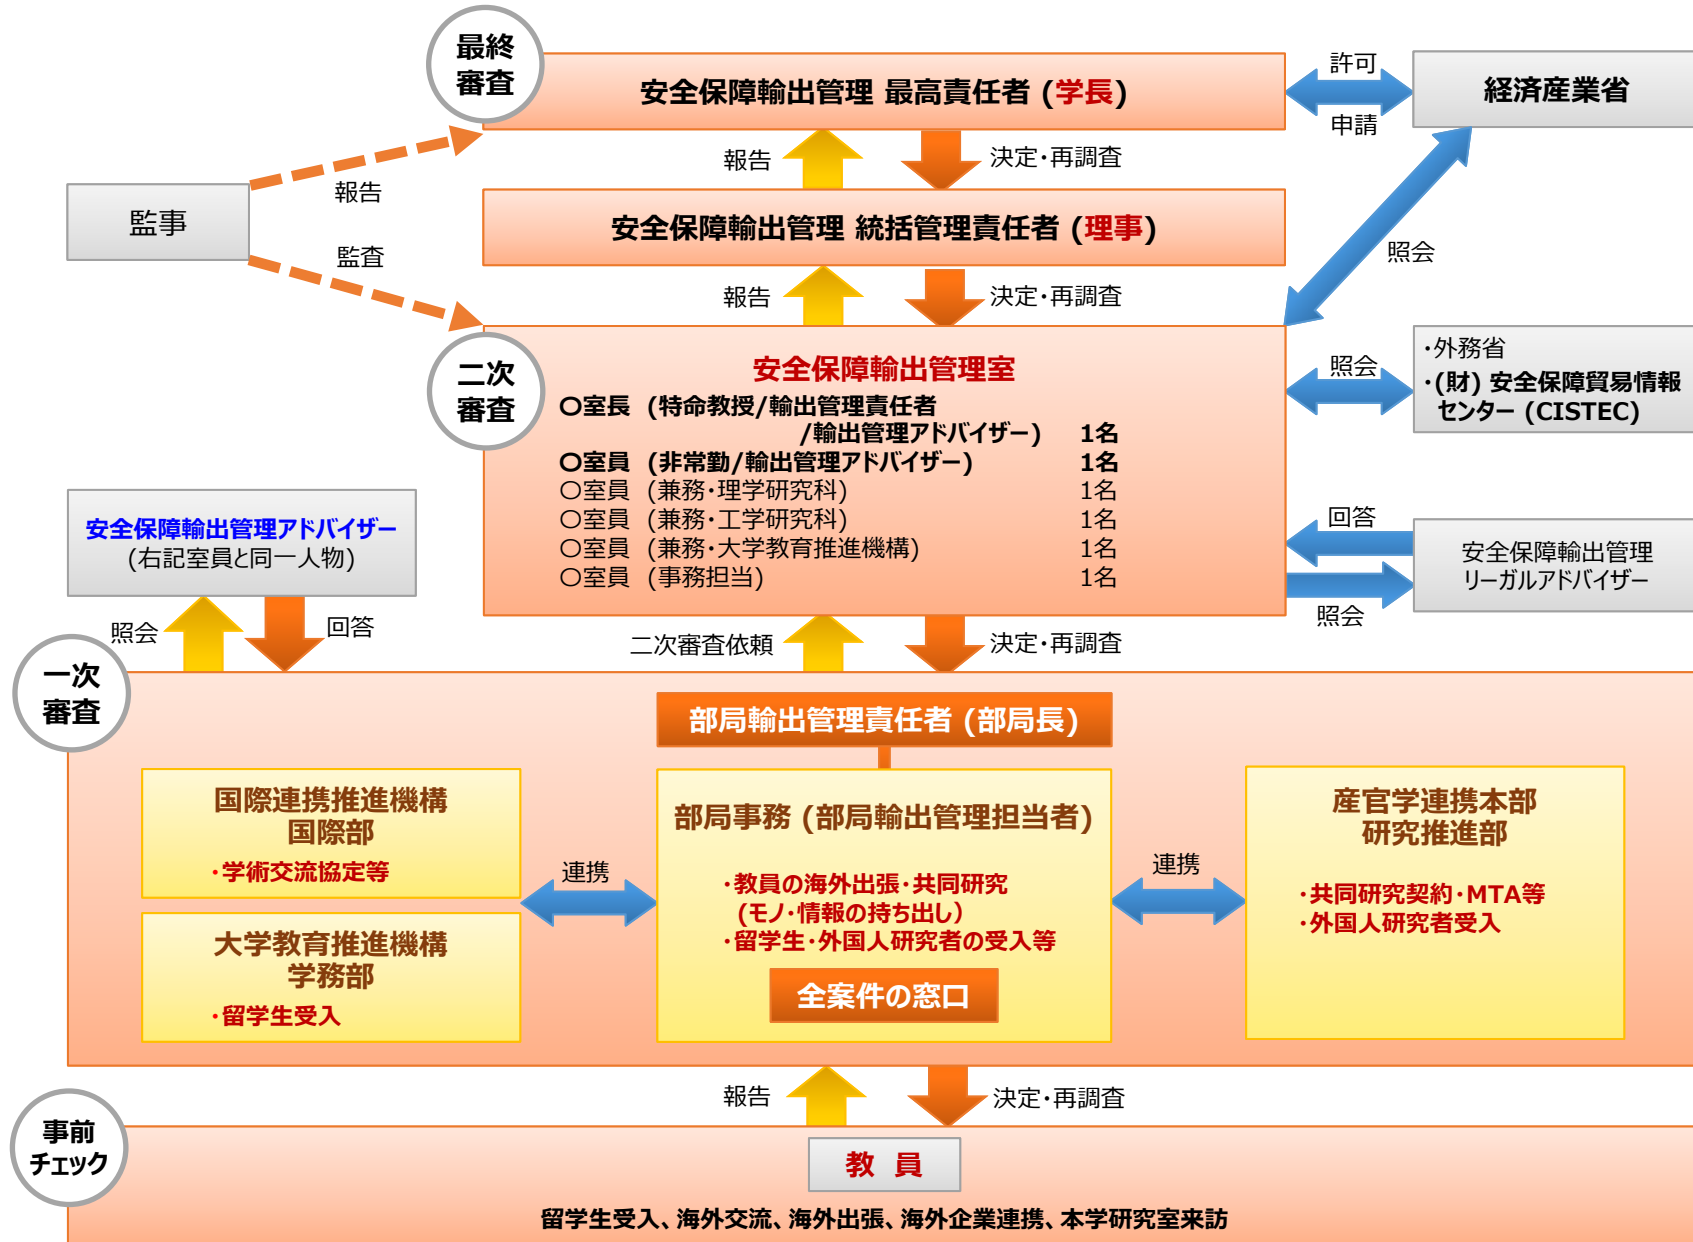 最終
審査
安全保障輸出管理 最高責任者 (学長)
許可
申請
経済産業省
報告
決定・再調査
監事
報告
監査
安全保障輸出管理 統括管理責任者 (理事)
照会
報告
決定・再調査
二次
審査
安全保障輸出管理室
〇室長 (特命教授/輸出管理責任者
/輸出管理アドバイザー) 1名
〇室員 (非常勤/輸出管理アドバイザー) 1名
〇室員 (兼務・理学研究科) 1名
〇室員 (兼務・工学研究科) 1名
〇室員 (兼務・大学教育推進機構) 1名
〇室員 (事務担当) 1名
照会
・外務省
・(財) 安全保障貿易情報
センター (CISTEC)
回答
照会
安全保障輸出管理
リーガルアドバイザー
安全保障輸出管理アドバイザー
(右記室員と同一人物)
照会
回答
二次審査依頼
決定・再調査
一次
審査
部局輸出管理責任者 (部局長)
国際連携推進機構
国際部
・学術交流協定等
大学教育推進機構
学務部
・留学生受入
連携
部局事務 (部局輸出管理担当者)
・教員の海外出張・共同研究
(モノ・情報の持ち出し）
・留学生・外国人研究者の受入等
全案件の窓口
連携
産官学連携本部
研究推進部
・共同研究契約・MTA等
・外国人研究者受入
報告
決定・再調査
事前
チェック
教 員
留学生受入、海外交流、海外出張、海外企業連携、本学研究室来訪